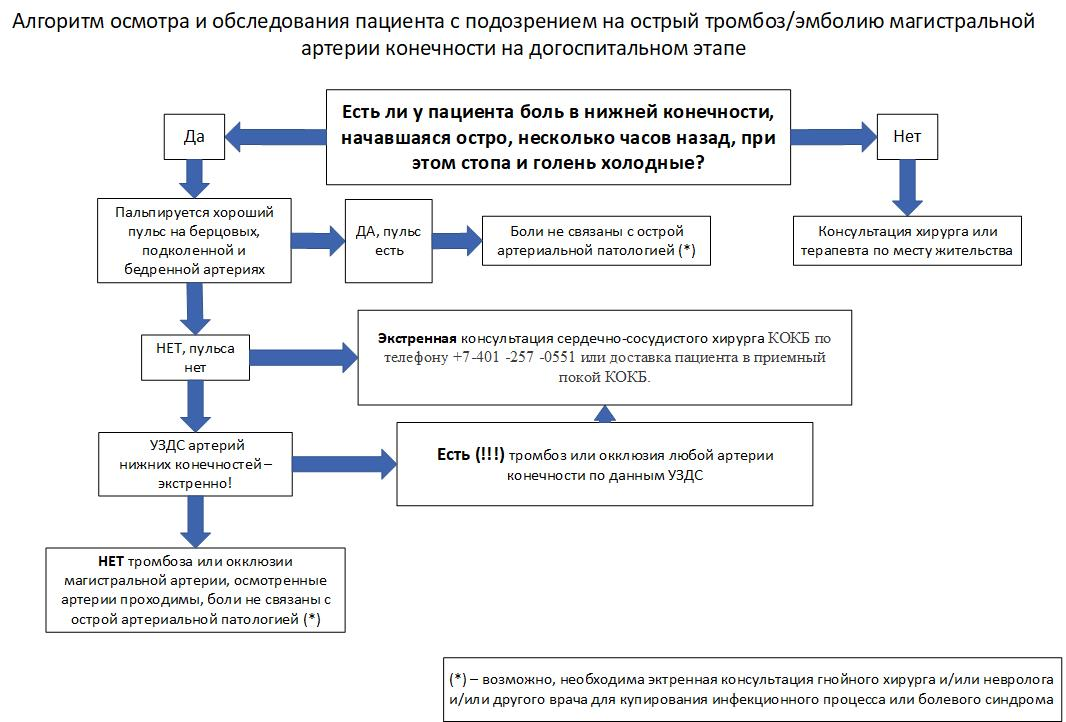 Алгоритм осмотра и обследования пациента с подозрением на острый тромбоз/эмболию магистральной
артерии конечности на догоспитальном этапе
Есть ли у пациента боль в нижней конечности,
начавшаяся остро, несколько часов назад, при
этом стопа и голень холодные?
Да
Нет
Пальпируется хороший
пульс на берцовых,
подколенной и
бедренной артериях
ДА, пульс
есть
Боли не связаны с острой
артериальной патологией (*)
Консультация хирурга или
терапевта по месту жительства
НЕТ, пульса
нет
Экстренная консультация сердечно-сосудистого хирурга КОКБ по
телефону +7-401 -257 -0551 или доставка пациента в приемный
покой КОКБ.
УЗДС артерий
нижних конечностей –
экстренно!
Есть (!!!) тромбоз или окклюзия любой артерии
конечности по данным УЗДС
НЕТ тромбоза или окклюзии
магистральной артерии, осмотренные
артерии проходимы, боли не связаны с
острой артериальной патологией (*)
(*) – возможно, необходима эктренная консультация гнойного хирурга и/или невролога
и/или другого врача для купирования инфекционного процесса или болевого синдрома